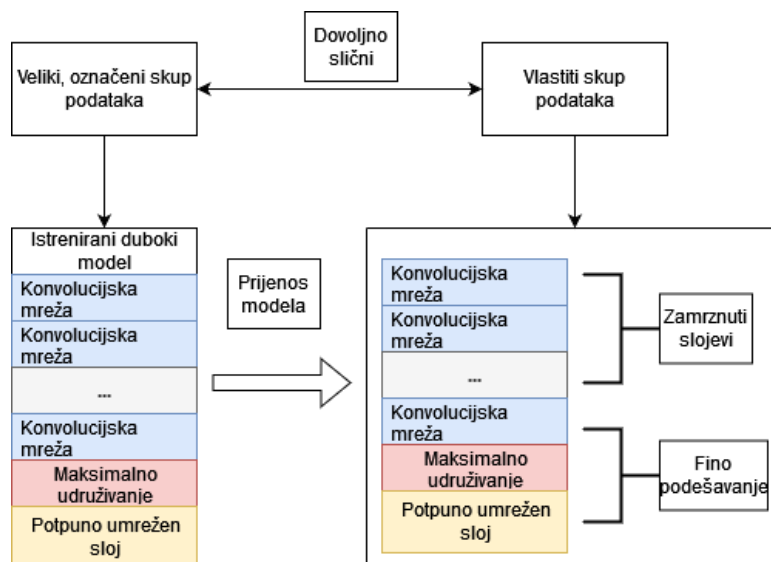 Veliki, označeni skup
podataka
Dovoljno
slični
Vlastiti skup
podataka
Istrenirani duboki
model
Konvolucijska
mreža
Konvolucijska
mreža
...
Konvolucijska
mreža
Maksimalno
udruživanje
Potpuno umrežen
sloj
Prijenos
modela
Konvolucijska
mreža
Konvolucijska
mreža
...
Konvolucijska
mreža
Maksimalno
udruživanje
Potpuno umrežen
sloj
Zamrznuti
slojevi
Fino
podešavanje